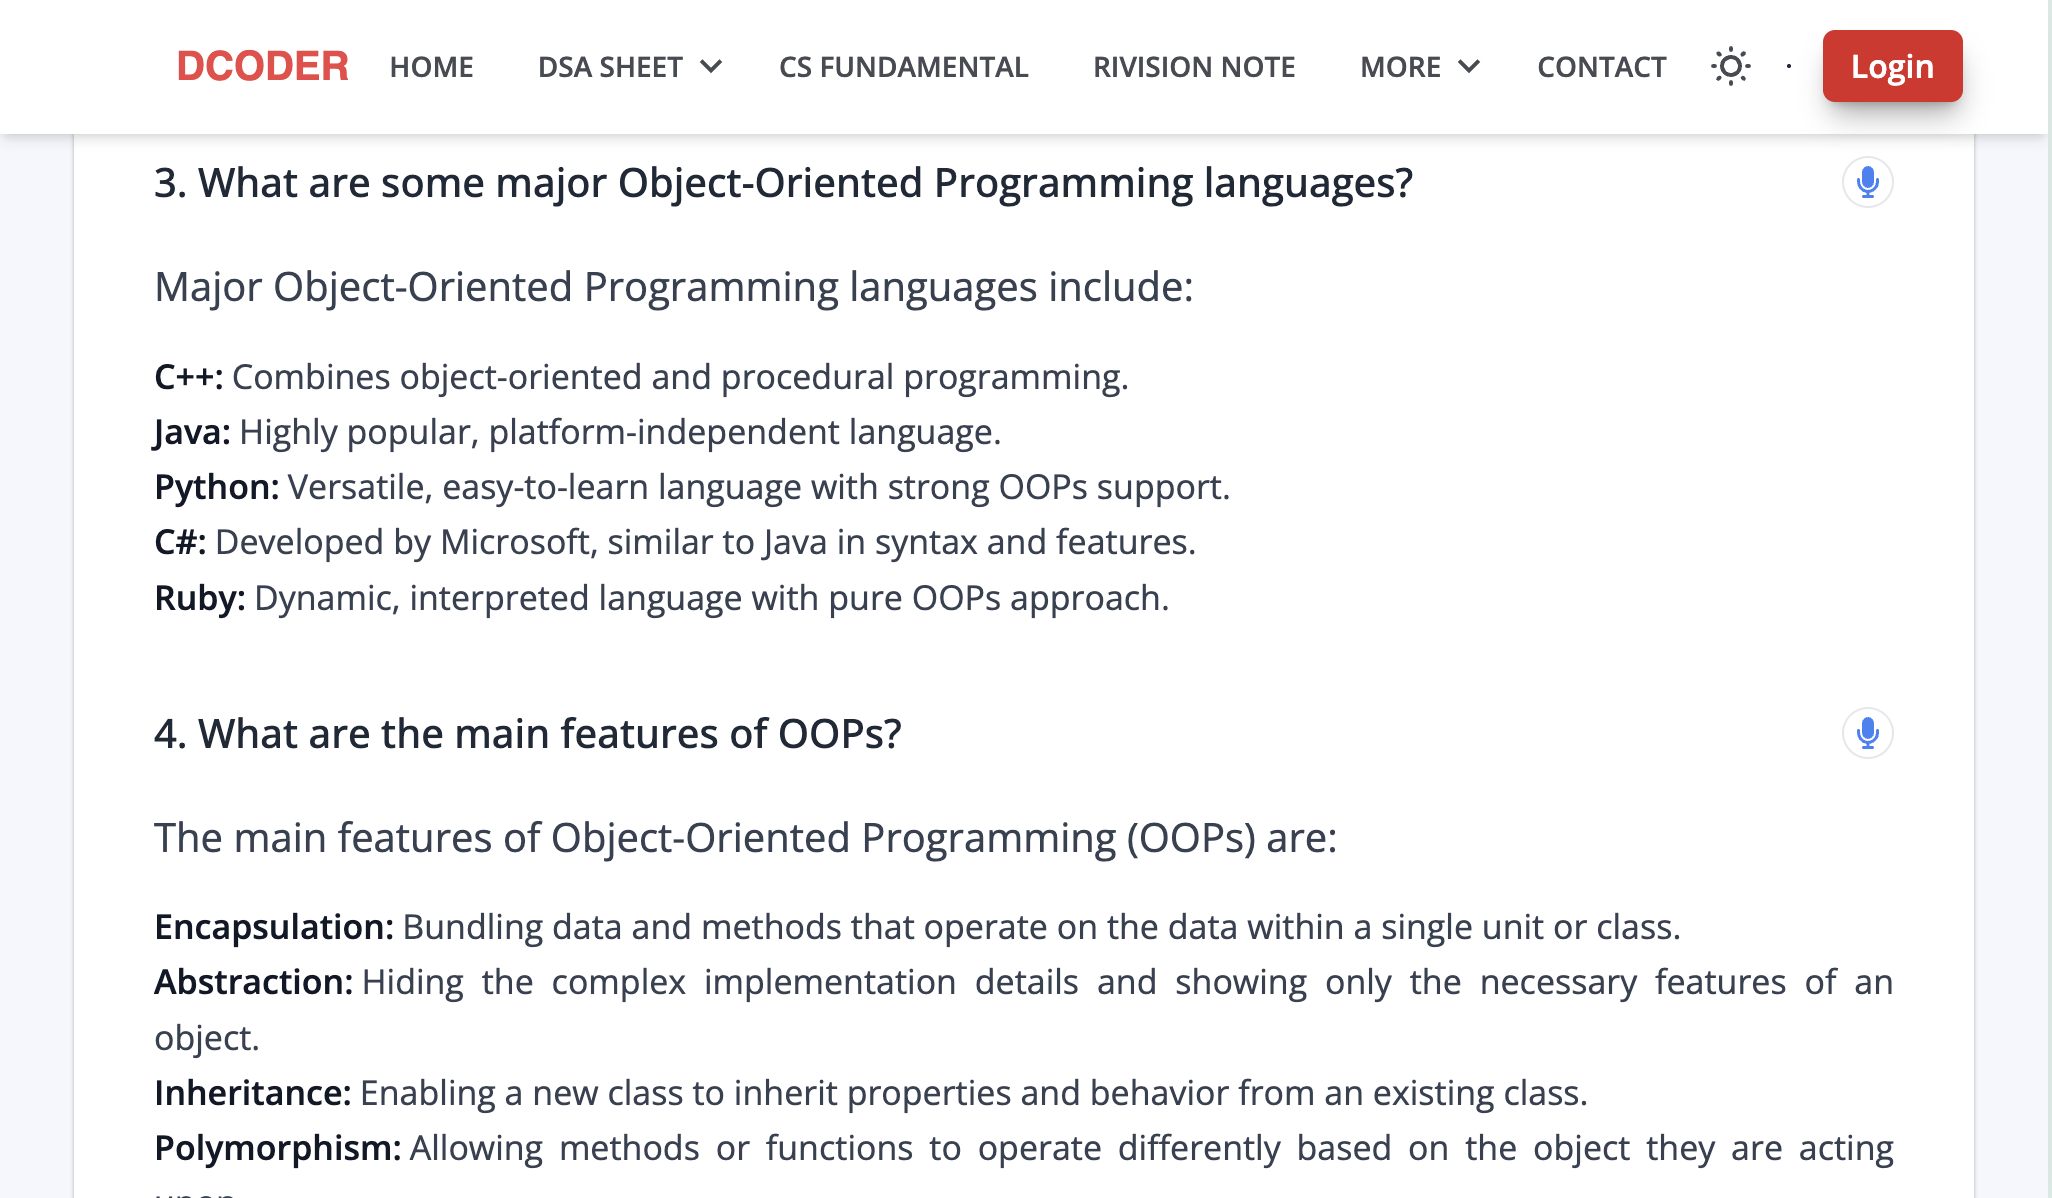 DCODER HOME DSA SHEET CS FUNDAMENTAL RIVISION NOTE MORE CONTACT Login
3. What are some major Object-Oriented Programming languages?
Major Object-Oriented Programming languages include:
C++: Combines object-oriented and procedural programming.
Java: Highly popular, platform-independent language.
Python: Versatile, easy-to-learn language with strong OOPs support.
C#: Developed by Microsoft, similar to Java in syntax and features.
Ruby: Dynamic, interpreted language with pure OOPs approach.
4. What are the main features of OOPs?
The main features of Object-Oriented Programming (OOPs) are:
Encapsulation: Bundling data and methods that operate on the data within a single unit or class.
Abstraction: Hiding the complex implementation details and showing only the necessary features of an
object.
Inheritance: Enabling a new class to inherit properties and behavior from an existing class.
Polymorphism: Allowing methods or functions to operate differently based on the object they are acting